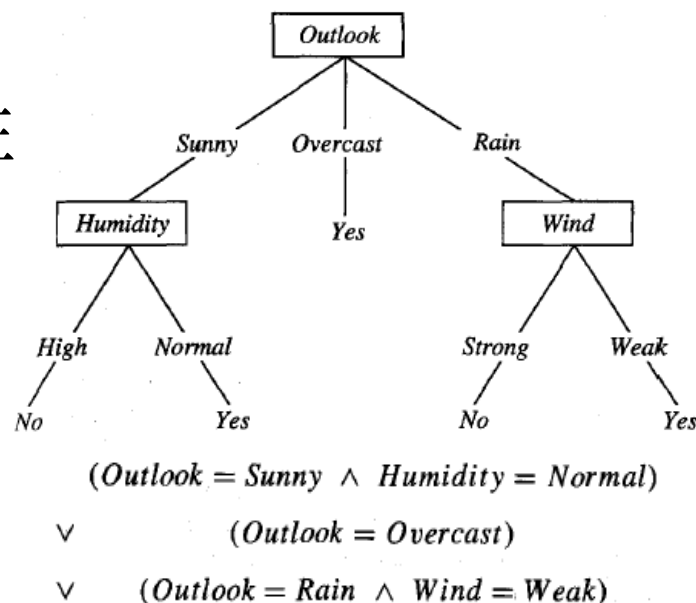 Outlook
Sunny Overcast Rain
Humidity Yes Wind
High Normal Strong Weak
No Yes No Yes
(Outlook = Sunny ∧ Humidity = Normal)
∨ (Outlook = Overcast)
∨ (Outlook = Rain ∧ Wind = Weak)